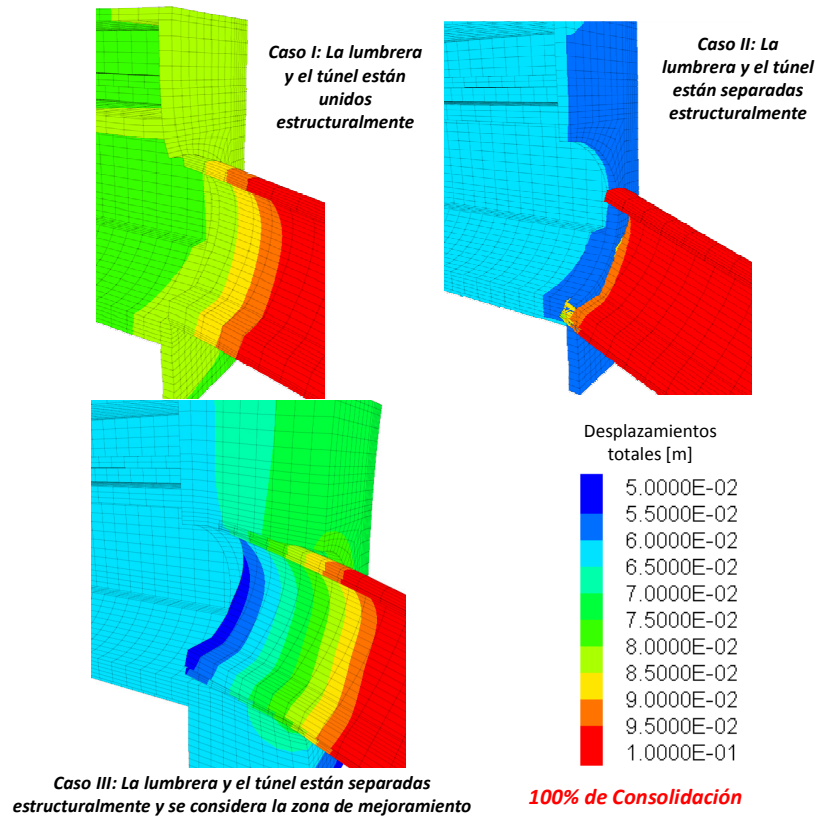 Caso I: La lumbrera
y el túnel están
unidos
estructuralmente
Caso II: La
lumbrera y el túnel
están separadas
estructuralmente
Desplazamientos
totales [m]
5.0000E-02
5.5000E-02
6.0000E-02
6.5000E-02
7.0000E-02
7.5000E-02
8.0000E-02
8.5000E-02
9.0000E-02
9.5000E-02
1.0000E-01
Caso III: La lumbrera y el túnel están separadas
estructuralmente y se considera la zona de mejoramiento
100% de Consolidación